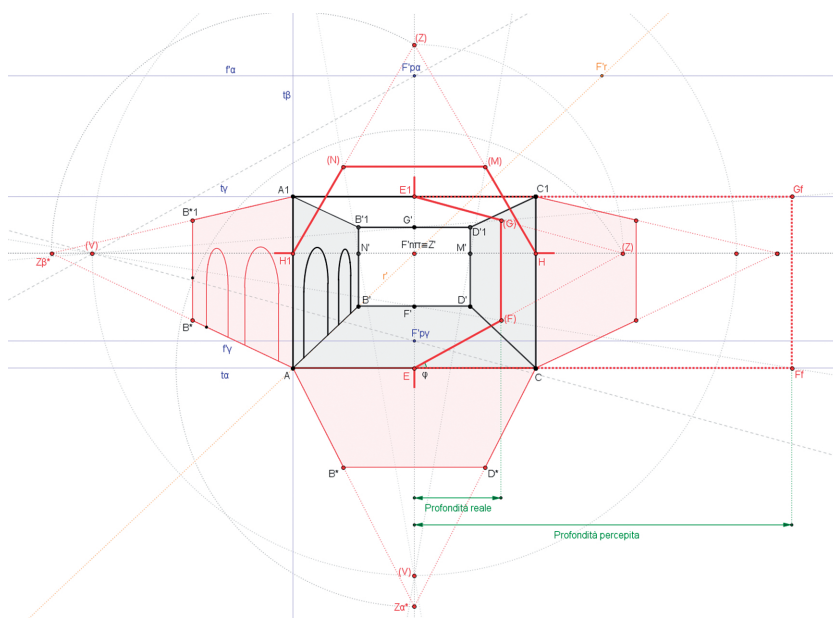 (Z)
f'α
F'pα
F'r
tβ
(N)
(M)
tγ
A1
E1
C1
Gf
B*1
B'1
G'
D'1
(G)
Zβ*
(V)
H1
N'
F'nπ≡Z'
M'
H
(Z)
r'
B'
F'
D'
B*
(F)
f'γ
F'pγ
tα
A
E
φ
C
Ff
B*
D*
Profondità reale
Profondità percepita
(V)
Zα*